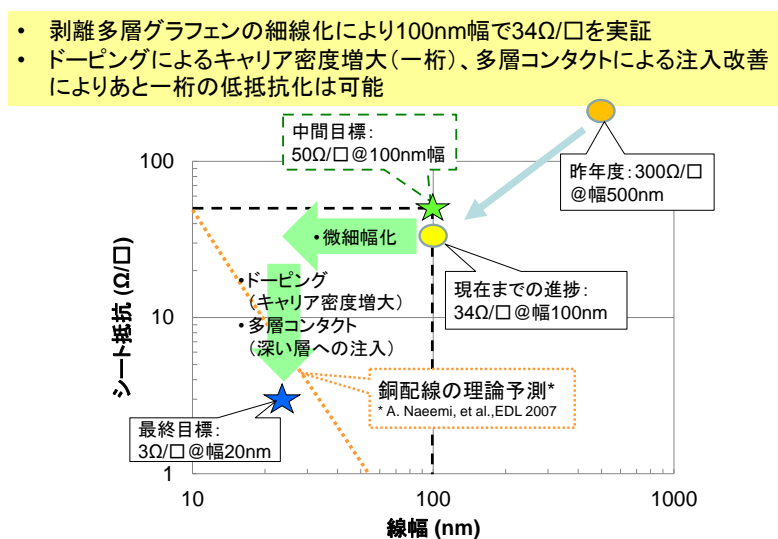 • 剥離多層グラフェンの細線化により100nm幅で34Ω/□を実証
• ドーピングによるキャリア密度増大(一桁)、多層コンタクトによる注入改善
によりあと一桁の低抵抗化は可能
中間目標:
50Ω/□@100nm幅
昨年度:300Ω/□
@幅500nm
•微細幅化
現在までの進捗:
34Ω/□@幅100nm
•ドーピング
(キャリア密度増大)
•多層コンタクト
(深い層への注入)
銅配線の理論予測*
* A. Naeemi, et al.,EDL 2007
最終目標:
3Ω/□@幅20nm
シート抵抗 (Ω/□)
100
10
1
10
100
1000
線幅 (nm)